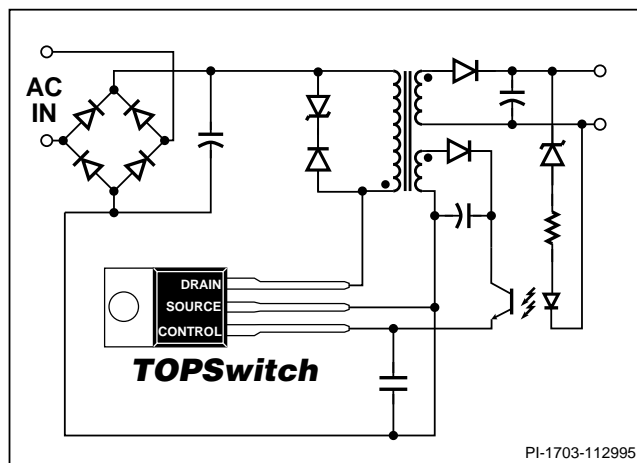 AC
IN
DRAIN
SOURCE
CONTROL
TOPSwitch
PI-1703-112995